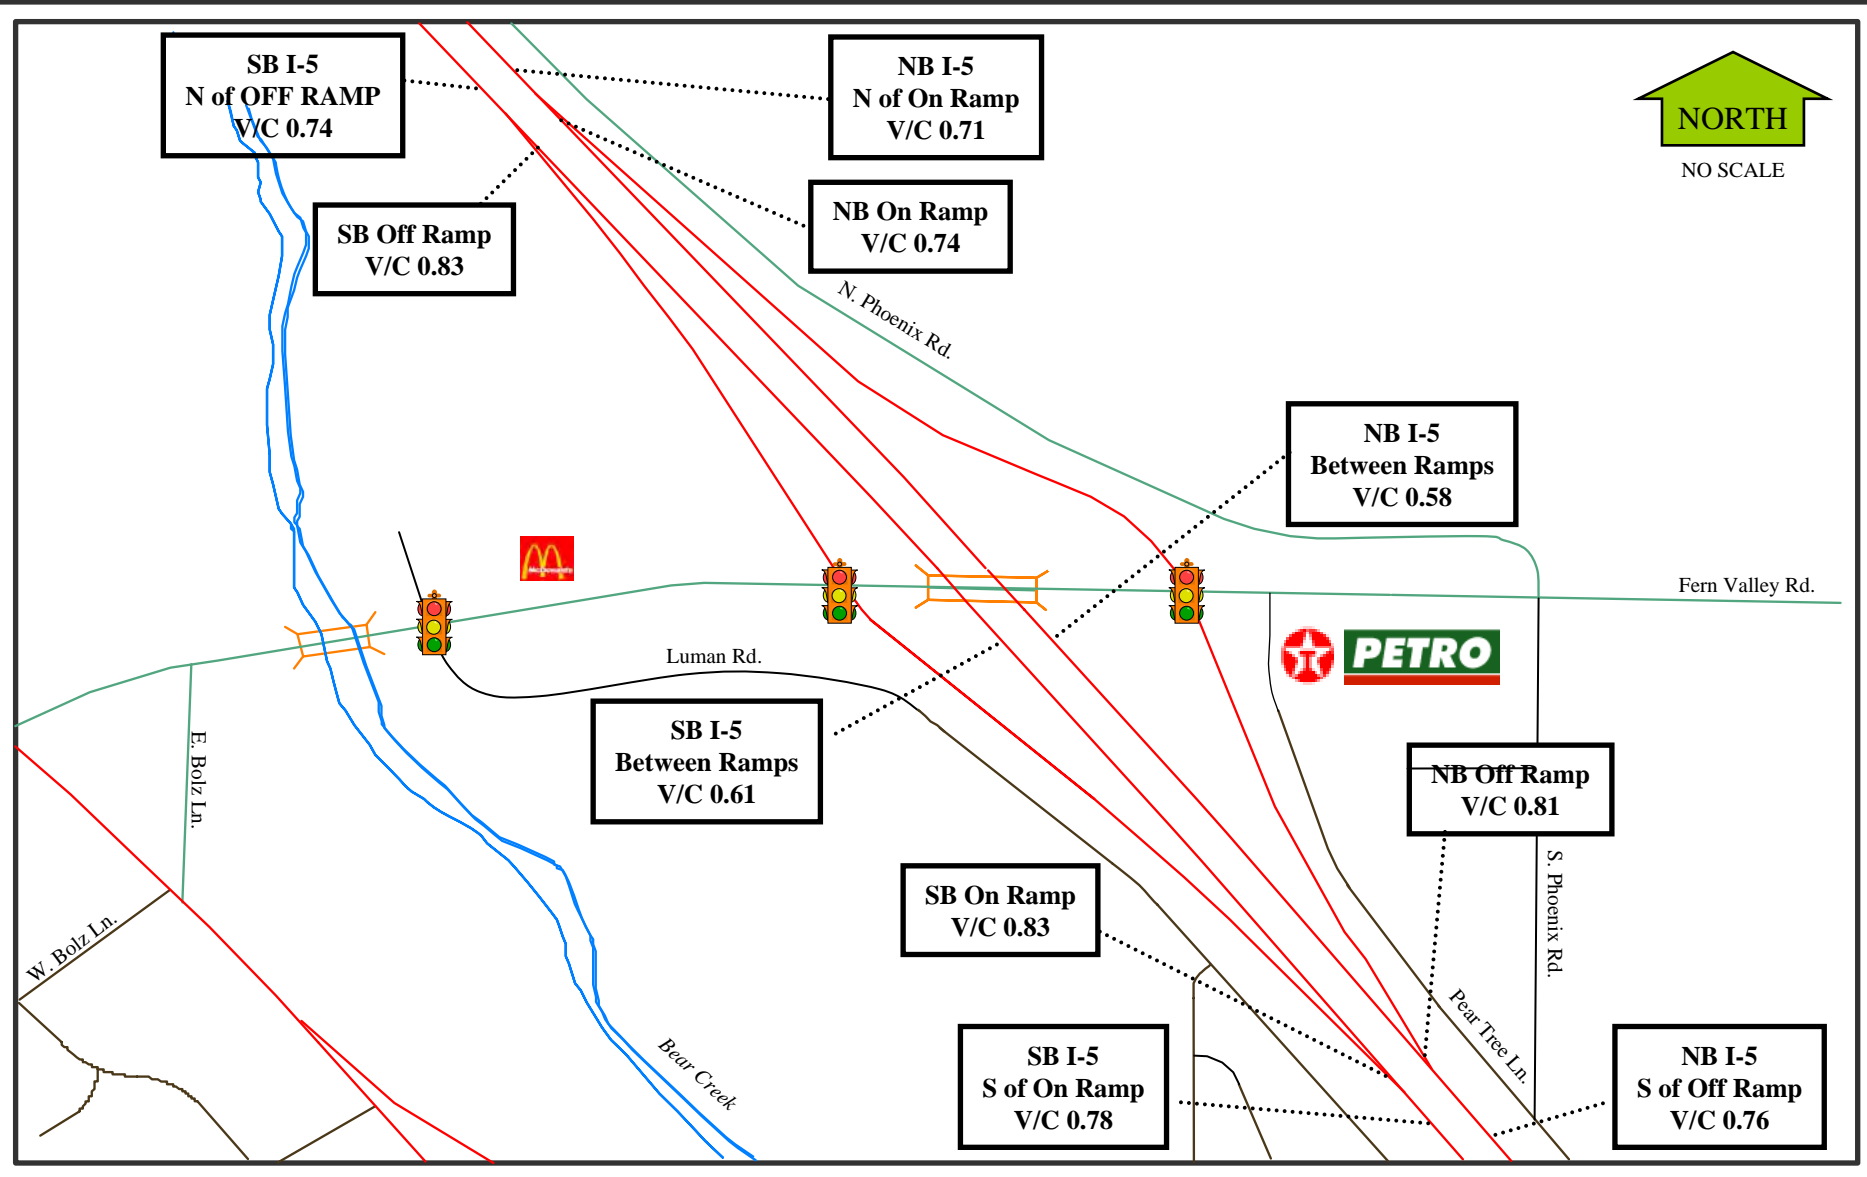 SB I-5
N of OFF RAMP
V/C 0.74
NB I-5
N of On Ramp
V/C 0.71
NORTH
NO SCALE
SB Off Ramp
V/C 0.83
NB On Ramp
V/C 0.74
N. Phoenix Rd.
NB I-5
Between Ramps
V/C 0.58
McDonald's
Fern Valley Rd.
Luman Rd.
T
PETRO
SB I-5
Between Ramps
V/C 0.61
E. Bolz Ln.
NB Off Ramp
V/C 0.81
SB On Ramp
V/C 0.83
S. Phoenix Rd.
W. Bolz Ln.
Pear Tree Ln.
Bear Creek
SB I-5
S of On Ramp
V/C 0.78
NB I-5
S of Off Ramp
V/C 0.76